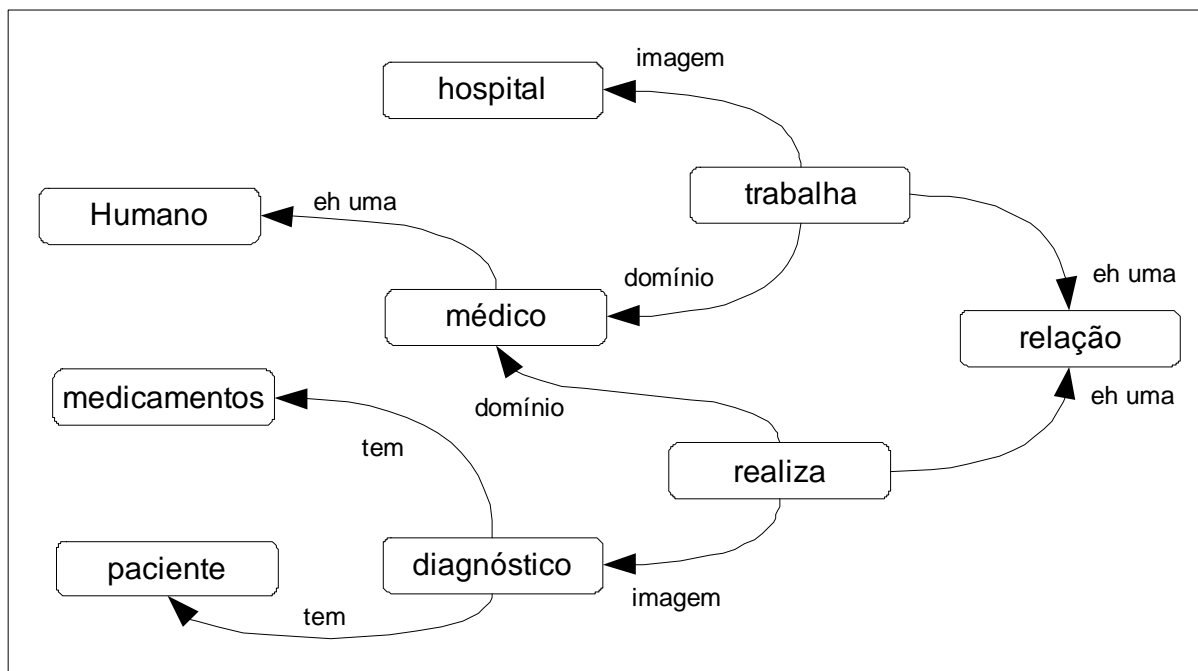 imagem
hospital
trabalha
eh uma
Humano
domínio
eh uma
médico
relação
medicamentos
domínio
eh uma
tem
realiza
paciente
diagnóstico
imagem
tem